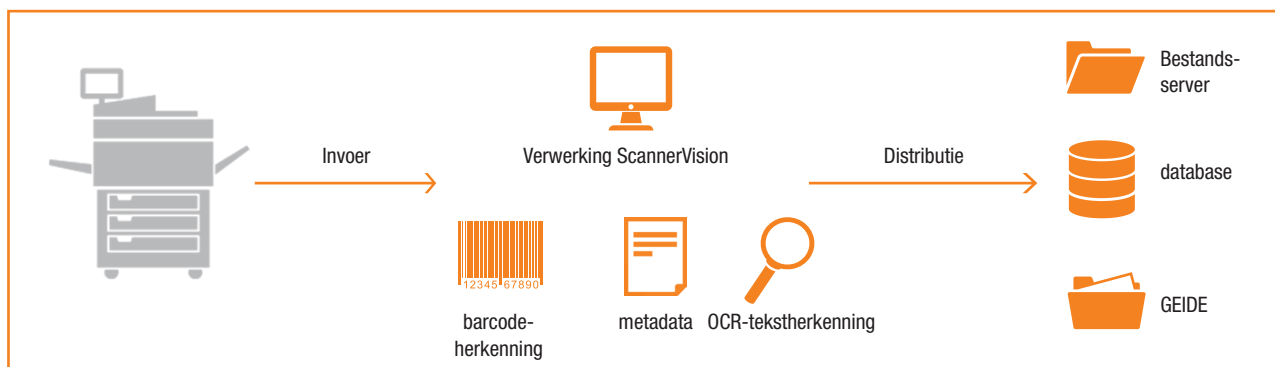 Invoer
Verwerking ScannerVision
Distributie
Bestands-
server
database
GEIDE
12345 67890
barcode-
herkenning
metadata
OCR-tekstherkenning